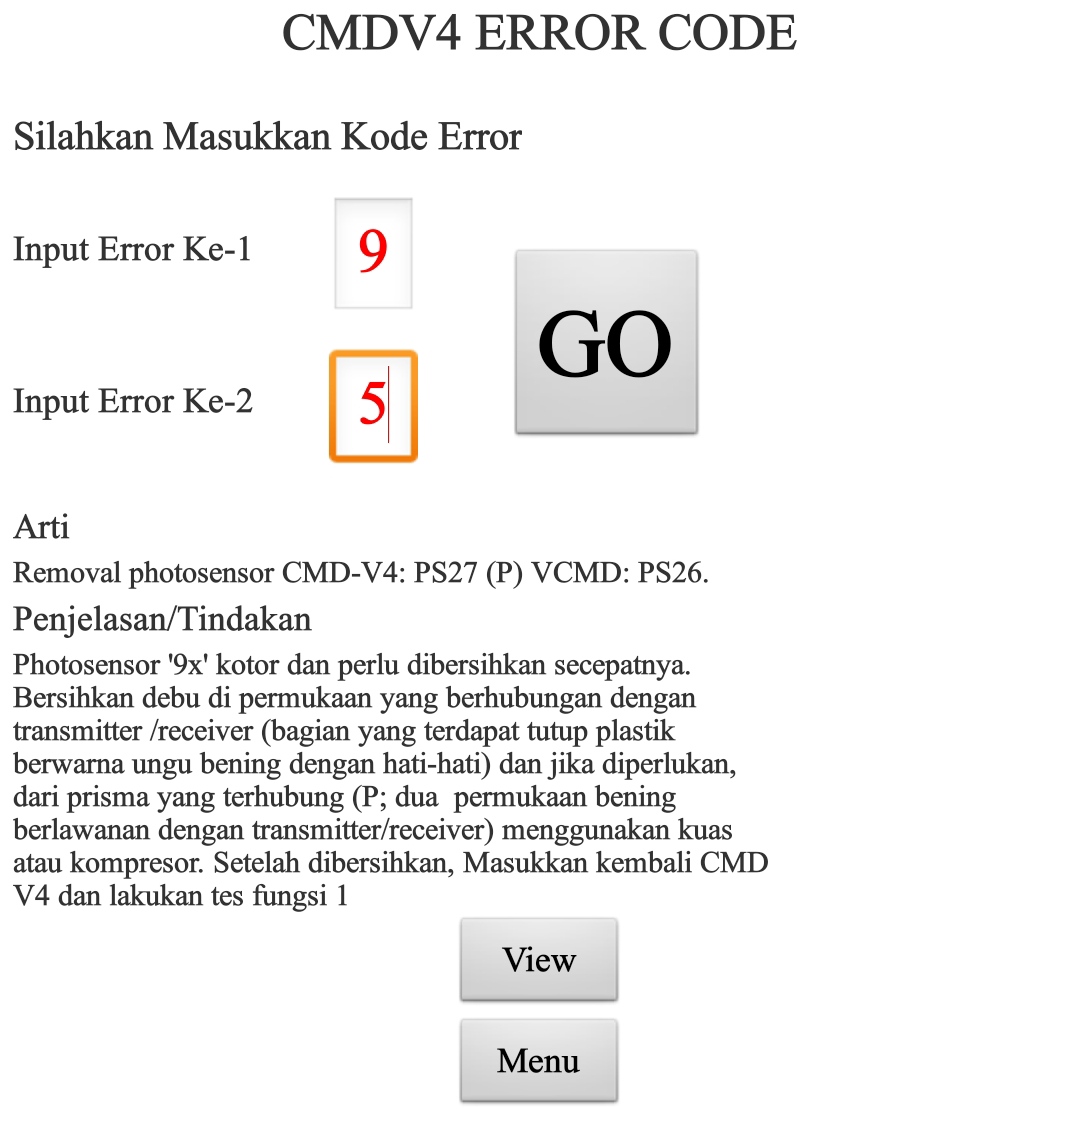 CMDV4 ERROR CODE
Silahkan Masukkan Kode Error
Input Error Ke-1
9
GO
Input Error Ke-2
5
Arti
Removal photosensor CMD-V4: PS27 (P) VCMD: PS26.
Penjelasan/Tindakan
Photosensor '9x' kotor dan perlu dibersihkan secepatnya.
Bersihkan debu di permukaan yang berhubungan dengan
transmitter /receiver (bagian yang terdapat tutup plastik
berwarna ungu bening dengan hati-hati) dan jika diperlukan,
dari prisma yang terhubung (P; dua  permukaan bening
berlawanan dengan transmitter/receiver) menggunakan kuas
atau kompresor. Setelah dibersihkan, Masukkan kembali CMD
V4 dan lakukan tes fungsi 1
View
Menu